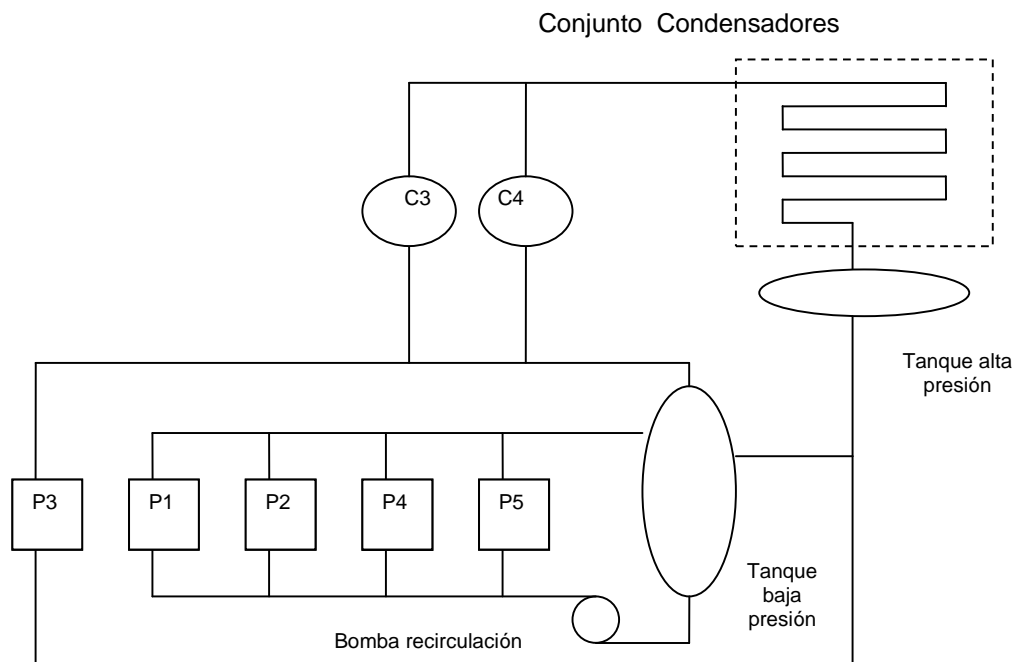 Conjunto Condensadores
C3
C4
Tanque alta
presión
P3
P1
P2
P4
P5
Tanque
baja
presión
Bomba recirculación